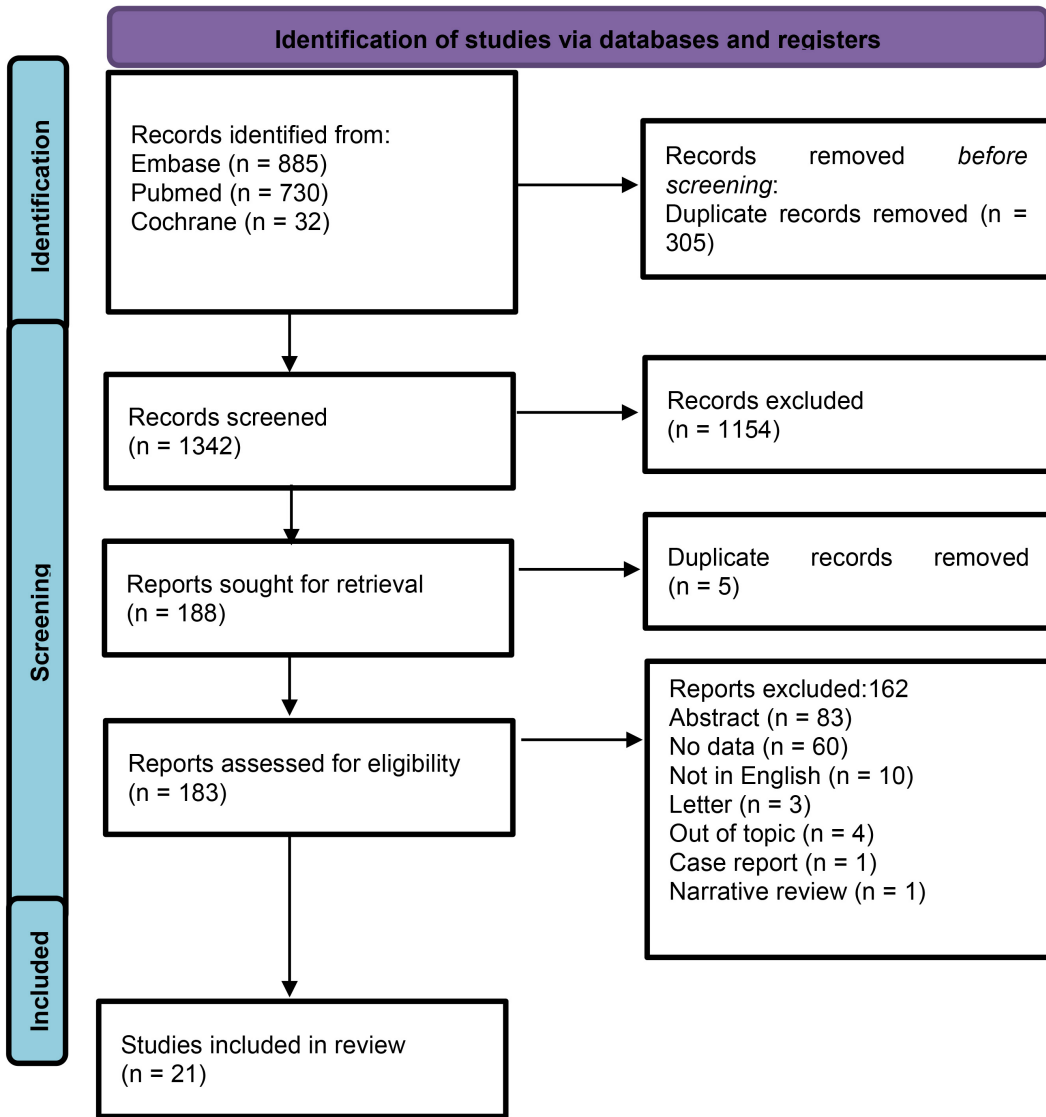 Identification of studies via databases and registers
Identification
Records identified from:
Embase (n = 885)
Pubmed (n = 730)
Cochrane (n = 32)
Records removed before
screening:
Duplicate records removed (n =
305)
Screening
Records screened
(n = 1342)
Records excluded
(n = 1154)
Reports sought for retrieval
(n = 188)
Duplicate records removed
(n = 5)
Reports assessed for eligibility
(n = 183)
Reports excluded:162
Abstract (n = 83)
No data (n = 60)
Not in English (n = 10)
Letter (n = 3)
Out of topic (n = 4)
Case report (n = 1)
Narrative review (n = 1)
Included
Studies included in review
(n = 21)